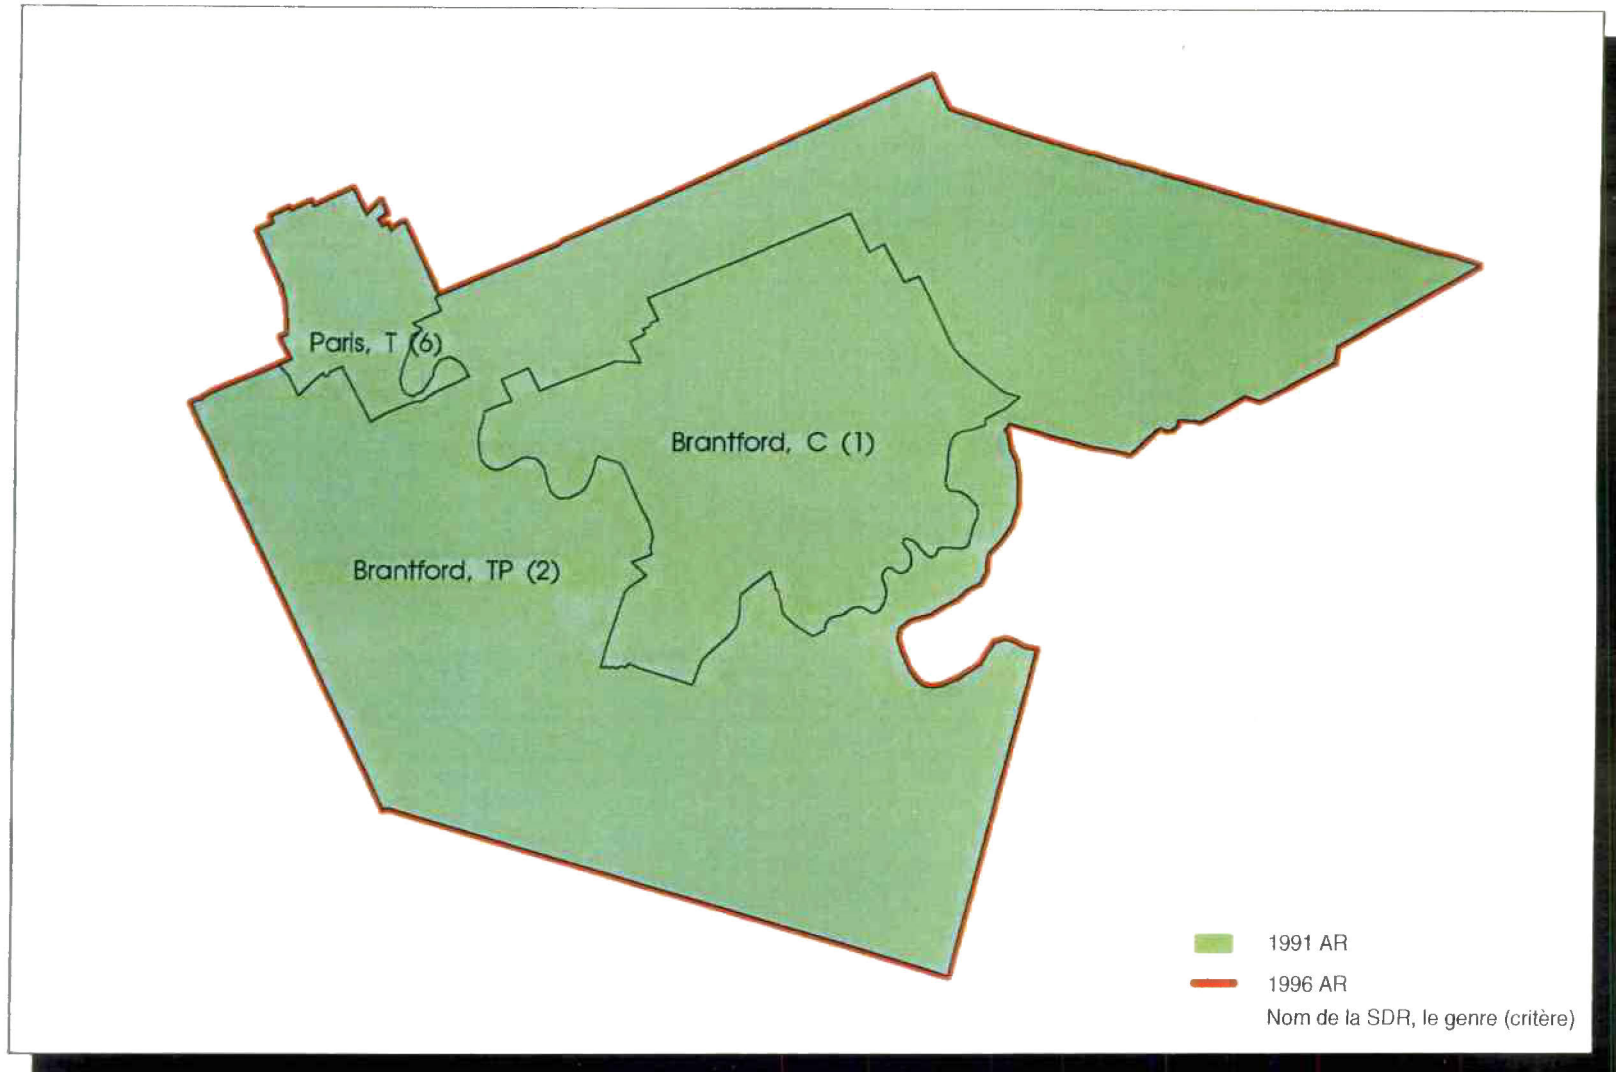 Paris, T (6)
Brantford, C (1)
Brantford, TP (2)
1991 AR
1996 AR
Nom de la SDR, le genre (critère)